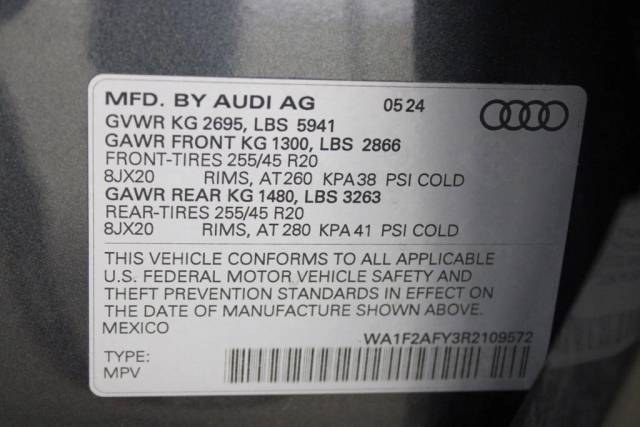 MFD. BY AUDI AG 05 24
GVWR KG 2695, LBS 5941
GAWR FRONT KG 1300, LBS 2866
FRONT-TIRES 255/45 R20
8JX20 RIMS, AT 260 KPA 38 PSI COLD
GAWR REAR KG 1480, LBS 3263
REAR-TIRES 255/45 R20
8JX20 RIMS, AT 280 KPA 41 PSI COLD
THIS VEHICLE CONFORMS TO ALL APPLICABLE
U.S. FEDERAL MOTOR VEHICLE SAFETY AND
THEFT PREVENTION STANDARDS IN EFFECT ON
THE DATE OF MANUFACTURE SHOWN ABOVE.
MEXICO
WA1F2AFY3R2109572
TYPE:
MPV